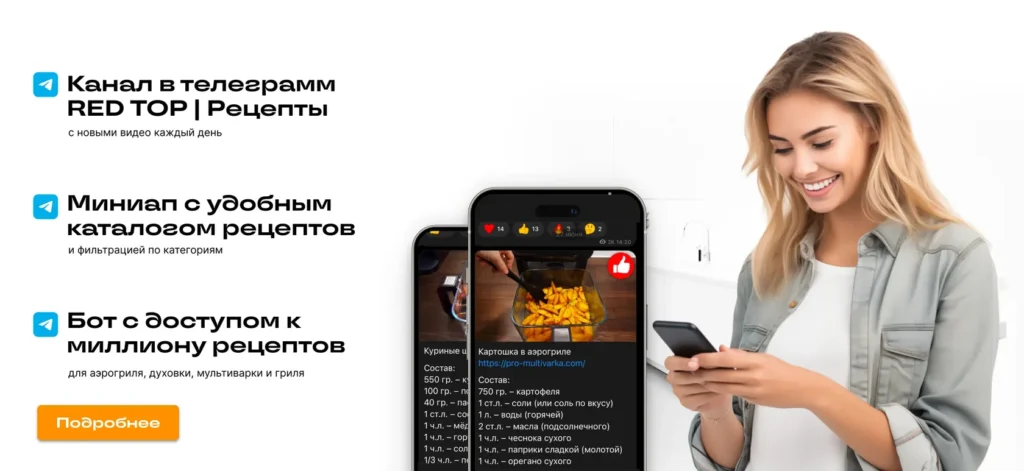 Канал в телеграмм
RED TOP | Рецепты
с новыми видео каждый день
Миниап с удобным
каталогом рецептов
и фильтрацией по категориям
Бот с доступом к
миллиону рецептов
для аэрогриля, духовки, мультиварки и гриля
Подробнее
14
13
2
36 14:20
Куриные
Состав:
550 гр. –
100 гр. –
40 гр. –
1 ст.л. –
1 ч.л. –
1 ч.л. –
1 ч.л. –
1/3 ч.л. –
Картошка в аэрогриле
https://pro-multivarka.com/
Состав:
750 гр. – картофеля
1 ст.л. – соли (или соль по вкусу)
1 л. – воды (горячей)
2 ст.л. – масла (подсолнечного)
1 ч.л. – чеснока сухого
1 ч.л. – паприки сладкой (молотой)
1 ч.л. – орегано сухого